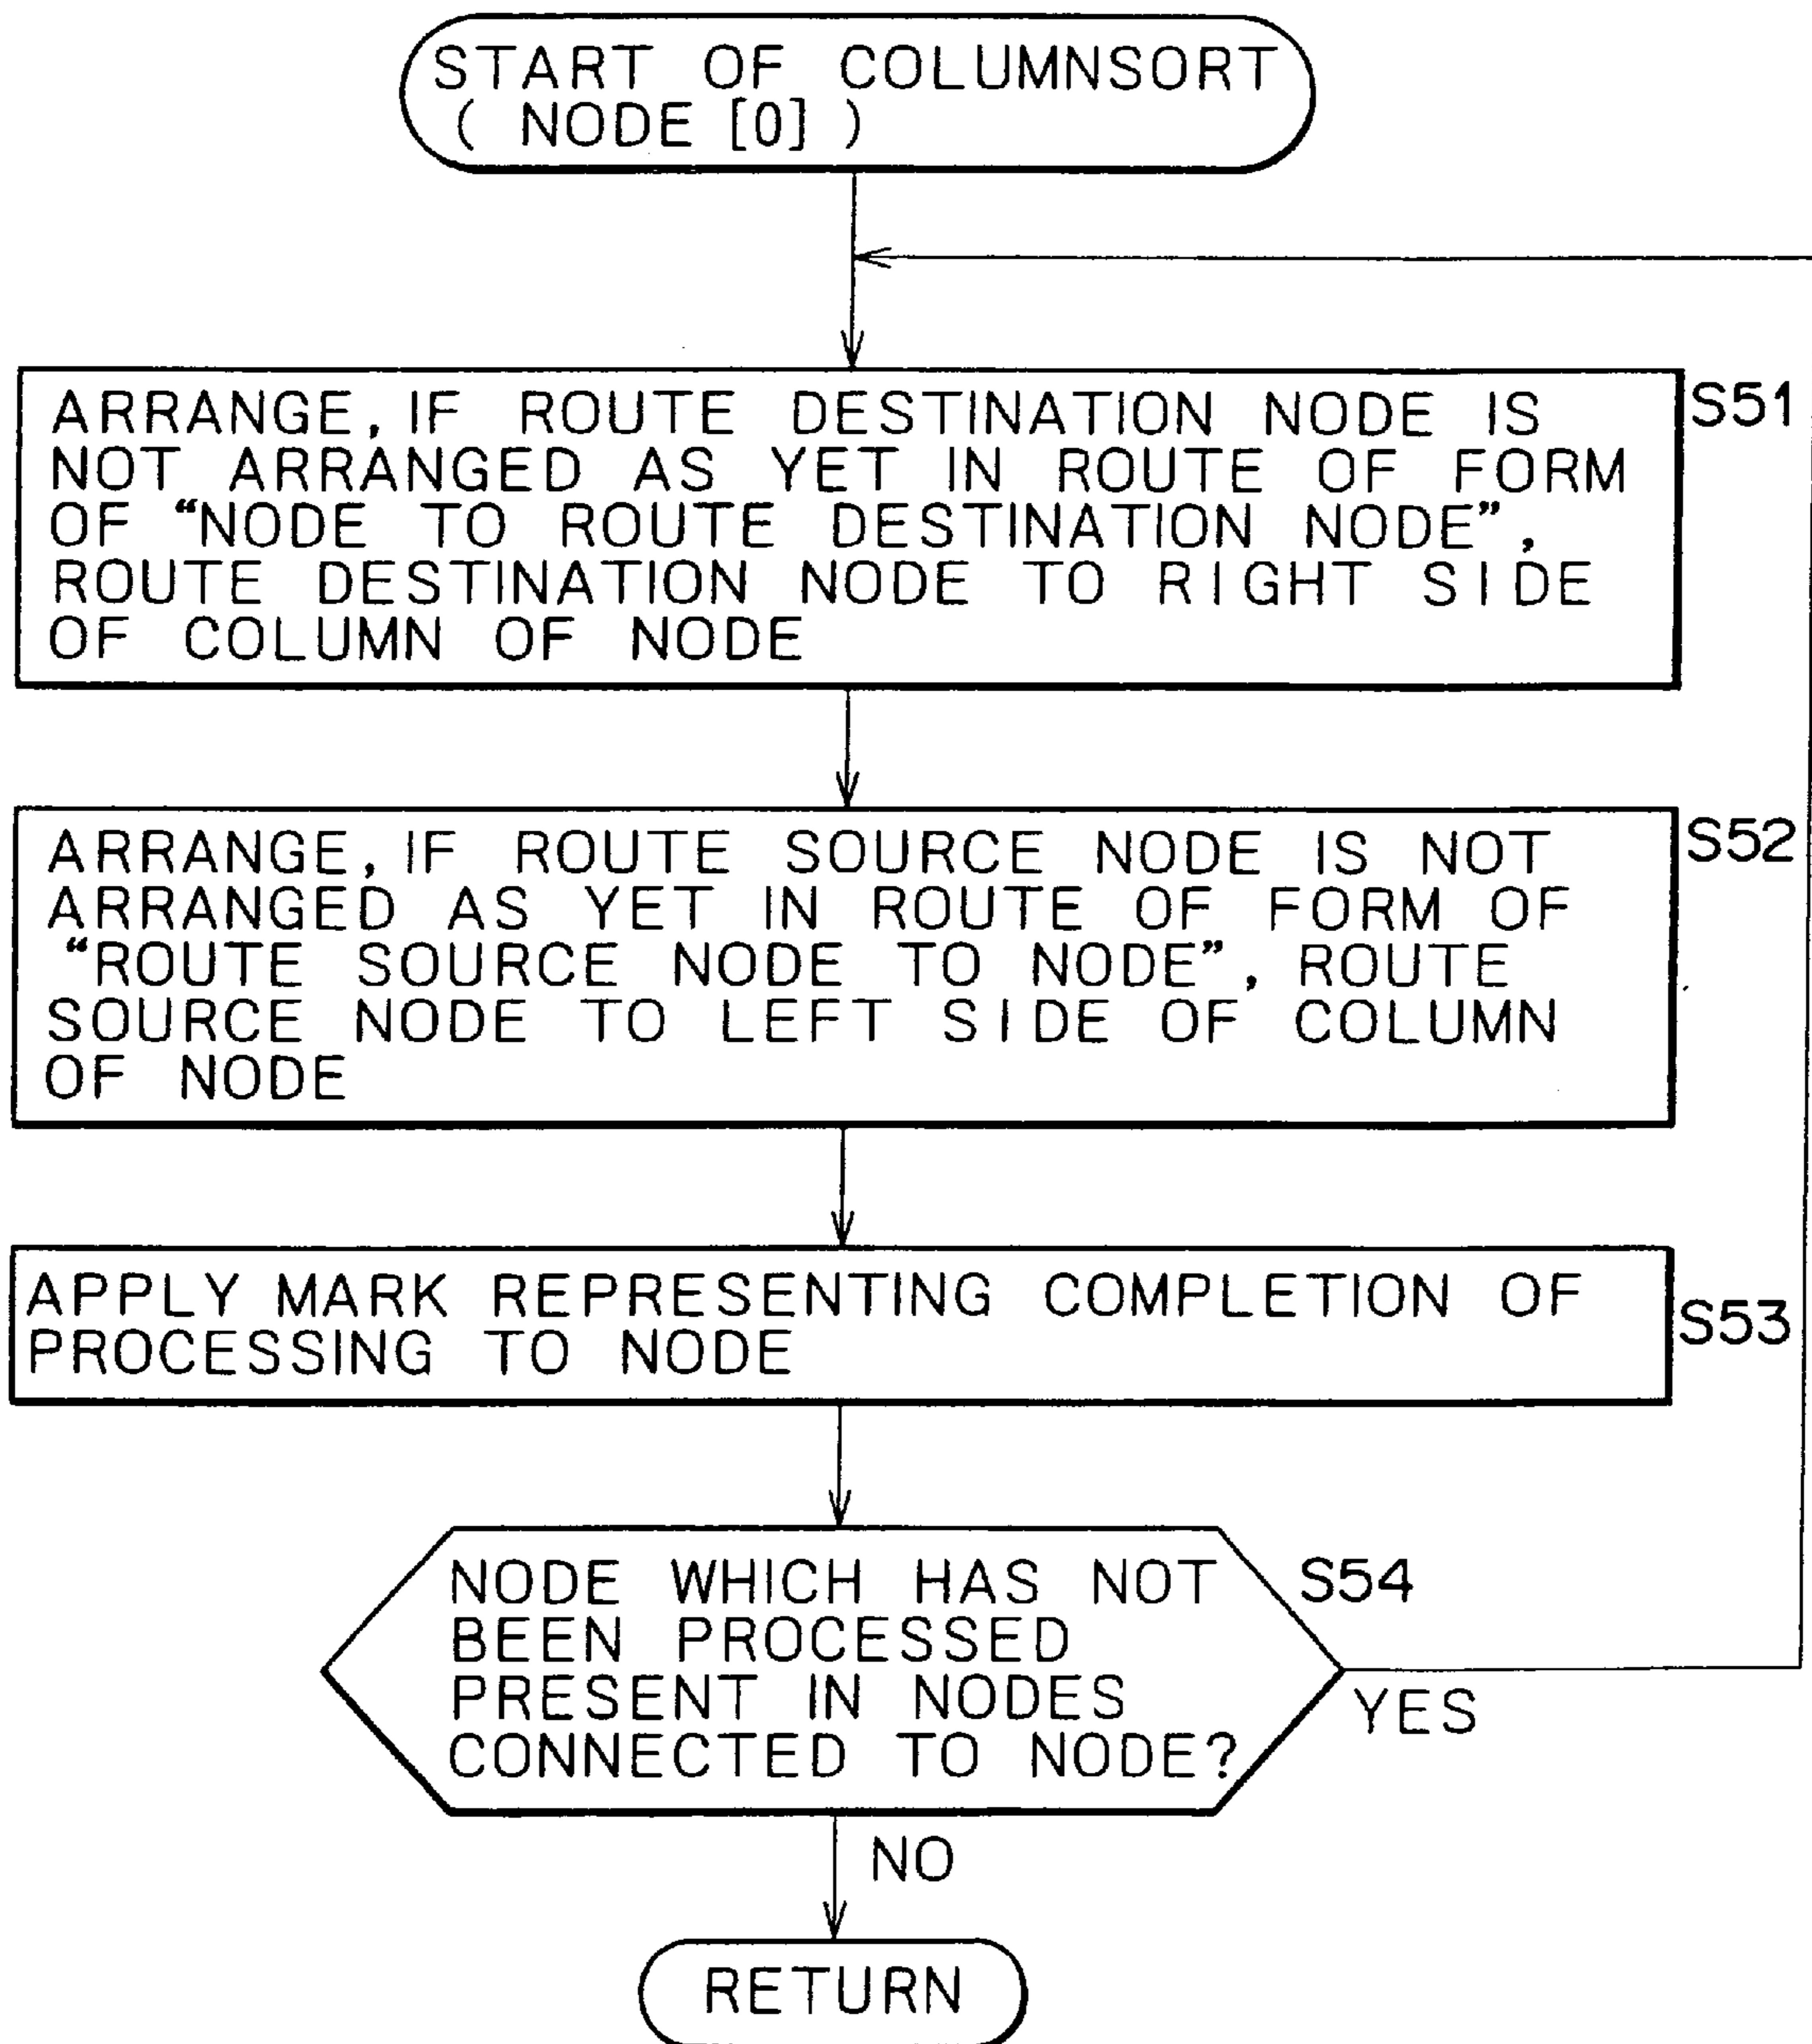 START OF COLUMNSORT
( NODE [0] )
ARRANGE, IF ROUTE DESTINATION NODE IS
NOT ARRANGED AS YET IN ROUTE OF FORM
OF “NODE TO ROUTE DESTINATION NODE”,
ROUTE DESTINATION NODE TO RIGHT SIDE
OF COLUMN OF NODE
S51
ARRANGE, IF ROUTE SOURCE NODE IS NOT
ARRANGED AS YET IN ROUTE OF FORM OF
“ROUTE SOURCE NODE TO NODE”, ROUTE
SOURCE NODE TO LEFT SIDE OF COLUMN
OF NODE
S52
APPLY MARK REPRESENTING COMPLETION OF
PROCESSING TO NODE
S53
NODE WHICH HAS NOT
BEEN PROCESSED
PRESENT IN NODES
CONNECTED TO NODE?
S54
YES
NO
RETURN